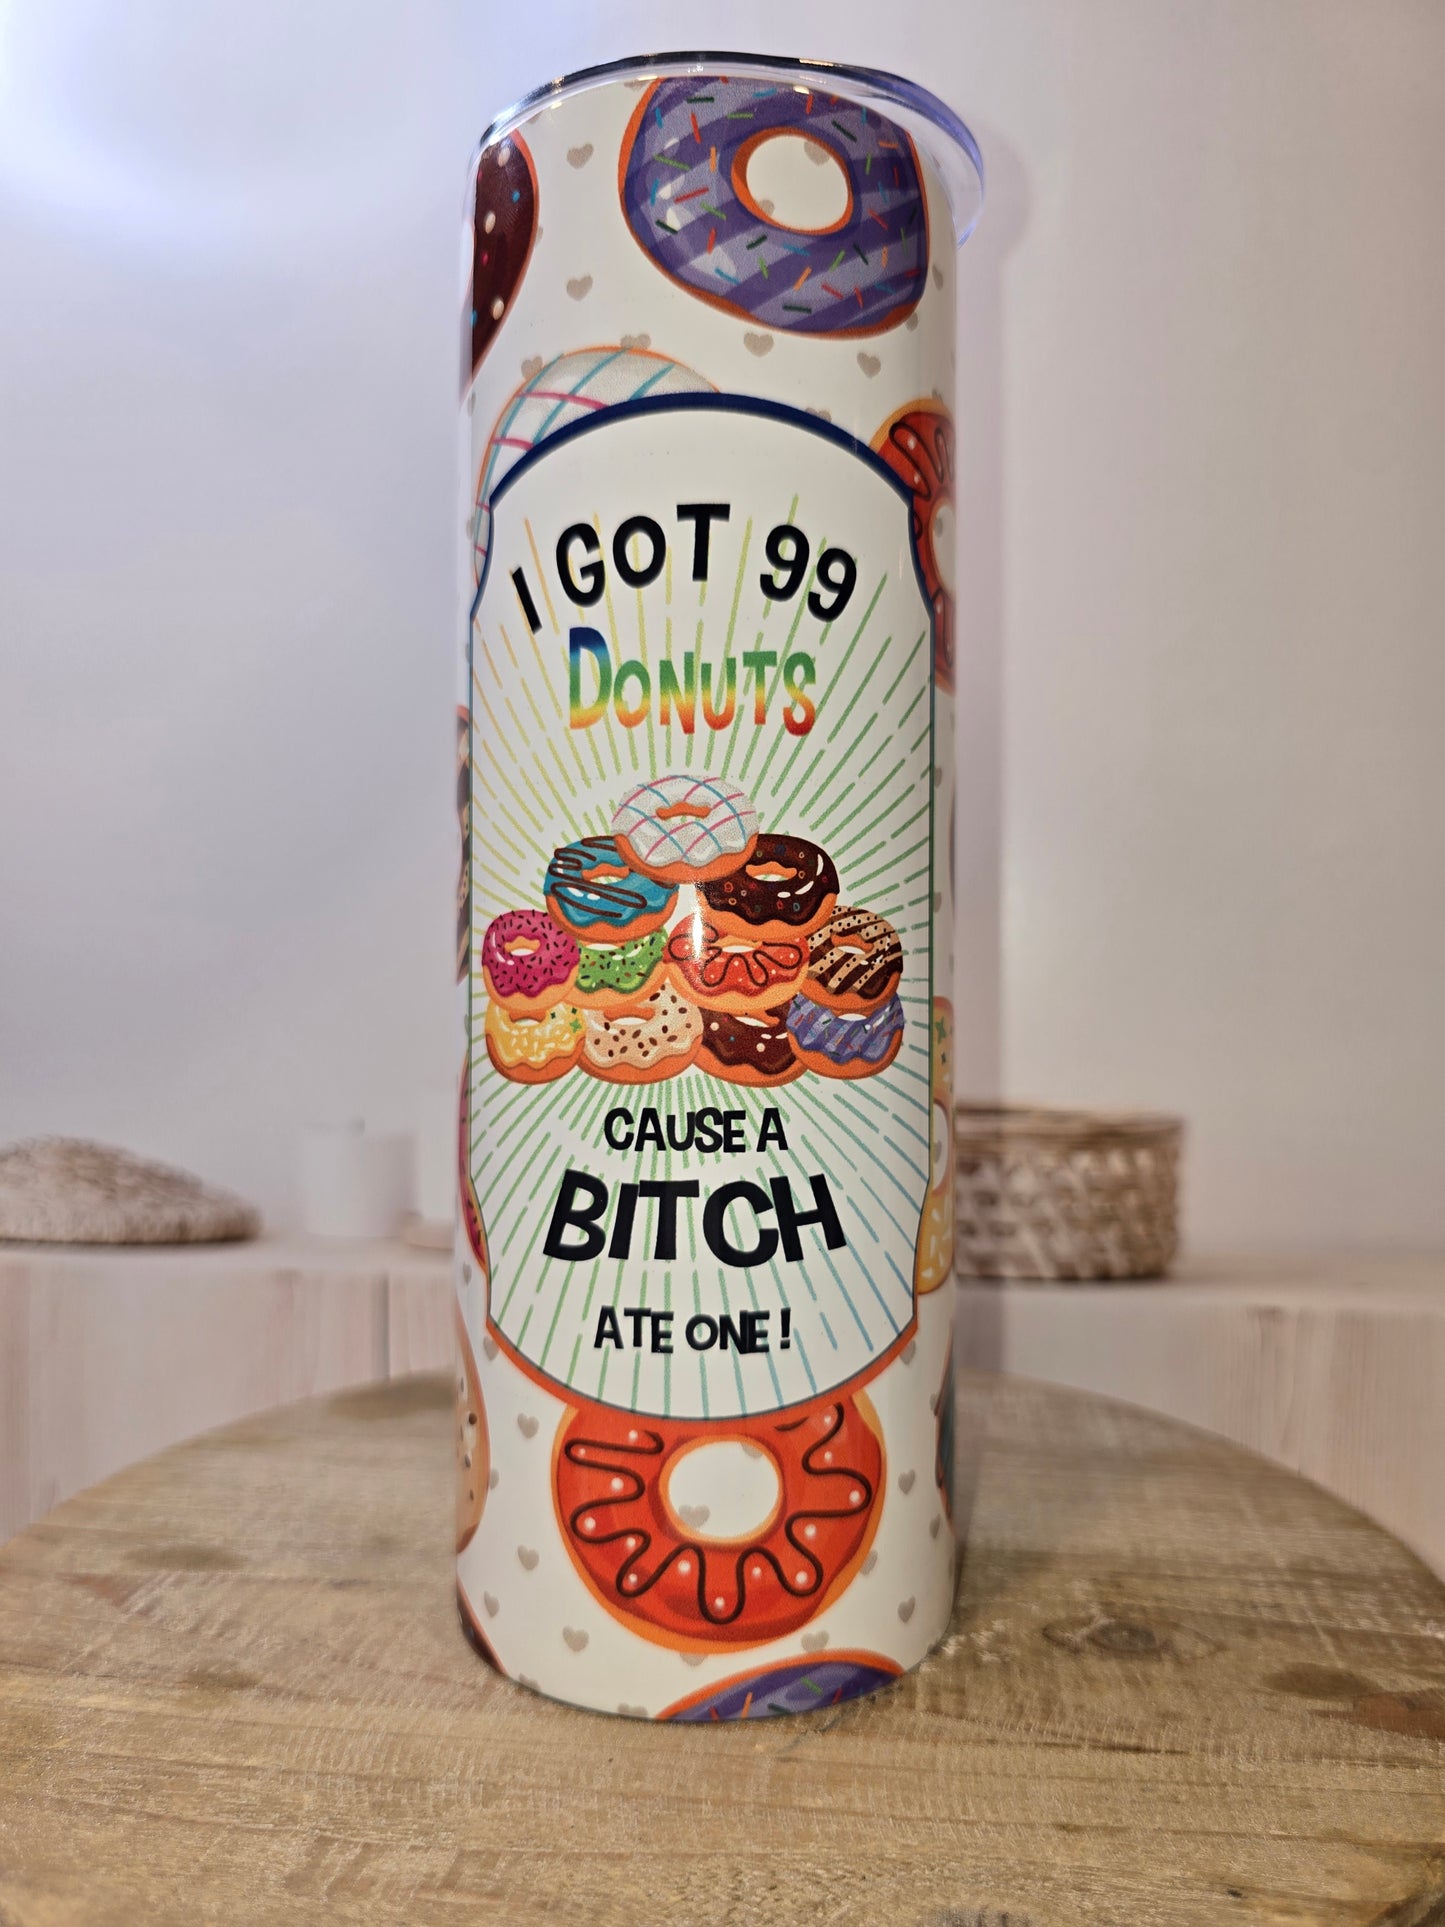 I GOT 99
DONUTS
CAUSE A
BITCH
ATE ONE!